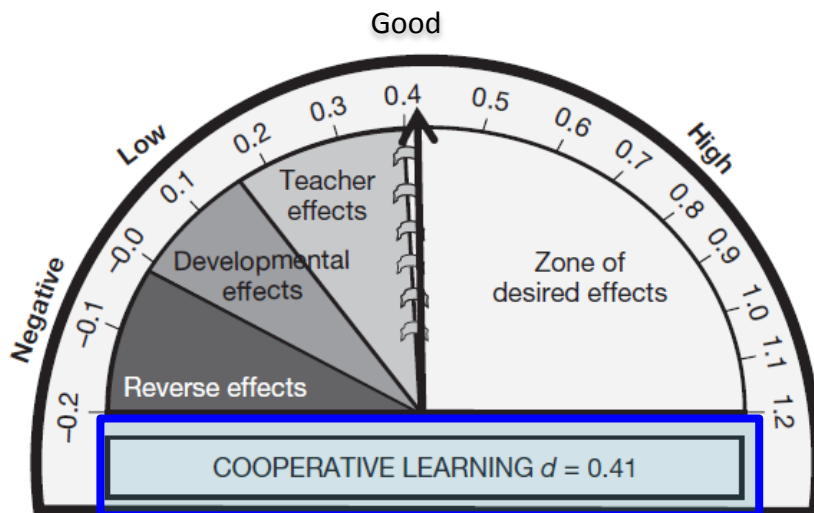 Good
Low
High
Negative
−0.2
−0.1
−0.0
0.1
0.2
0.3
0.4
0.5
0.6
0.7
0.8
0.9
1.0
1.1
1.2
Teacher
effects
Developmental
effects
Reverse effects
Zone of
desired effects
COOPERATIVE LEARNING d = 0.41